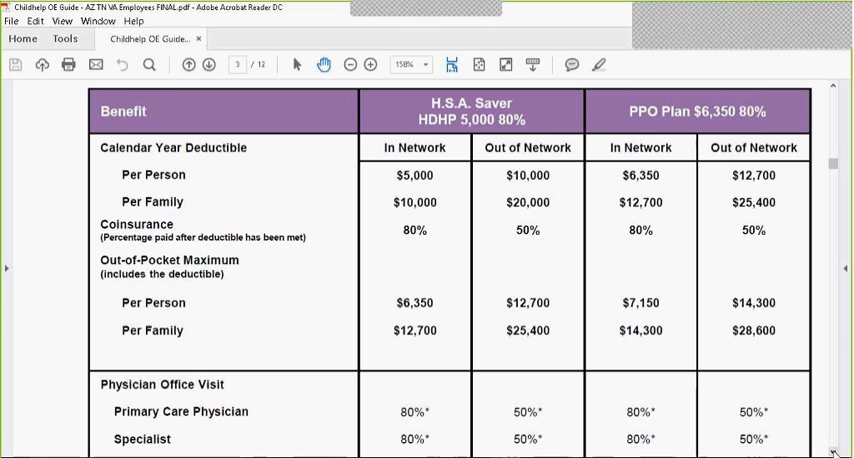 Childhelp OE Guide - AZ TN VA Employees FINAL.pdf - Adobe Acrobat Reader DC
File Edit View Window Help
Home Tools Childhelp OE Guide... ×
3 / 12 158%
Benefit H.S.A. Saver HDHP 5,000 80% PPO Plan $6,350 80%
Calendar Year Deductible In Network Out of Network In Network Out of Network
Per Person $5,000 $10,000 $6,350 $12,700
Per Family $10,000 $20,000 $12,700 $25,400
Coinsurance
(Percentage paid after deductible has been met) 80% 50% 80% 50%
Out-of-Pocket Maximum
(includes the deductible)
Per Person $6,350 $12,700 $7,150 $14,300
Per Family $12,700 $25,400 $14,300 $28,600
Physician Office Visit
Primary Care Physician 80%* 50%* 80%* 50%*
Specialist 80%* 50%* 80%* 50%*